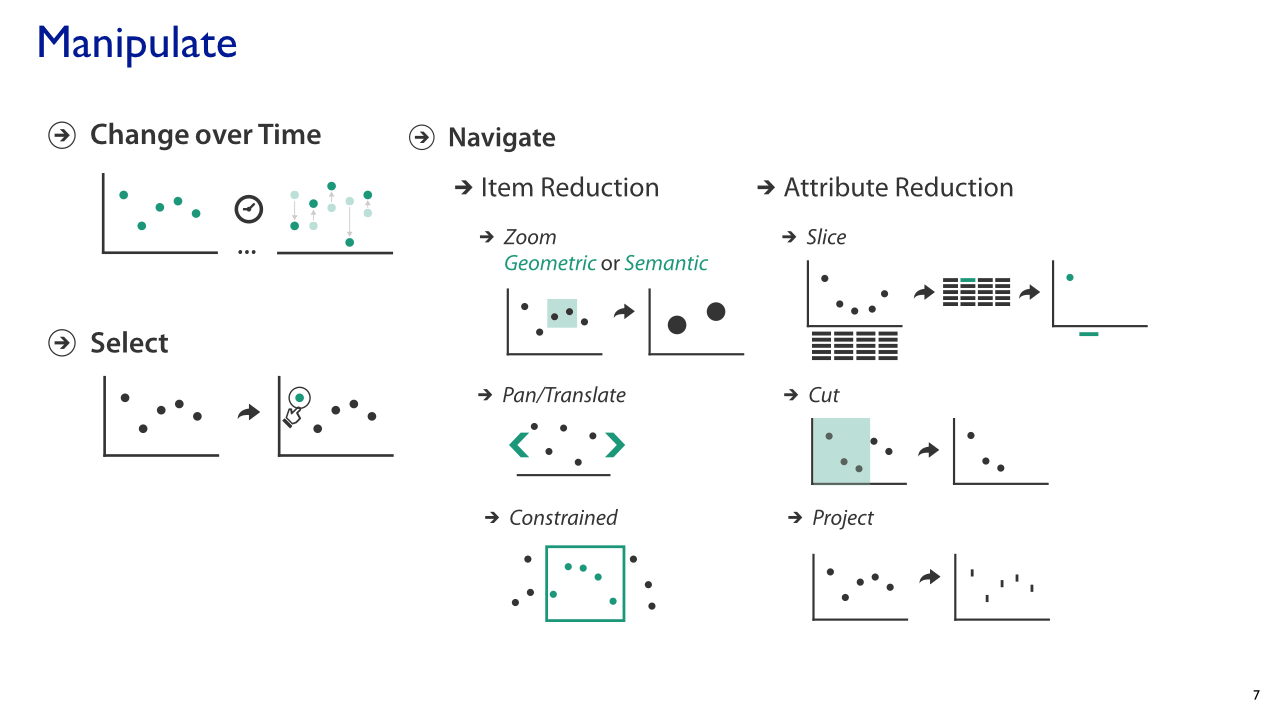 Manipulate
Change over Time
...
Select
Navigate
Item Reduction
Zoom
Geometric or Semantic
Pan/Translate
Constrained
Attribute Reduction
Slice
Cut
Project
7